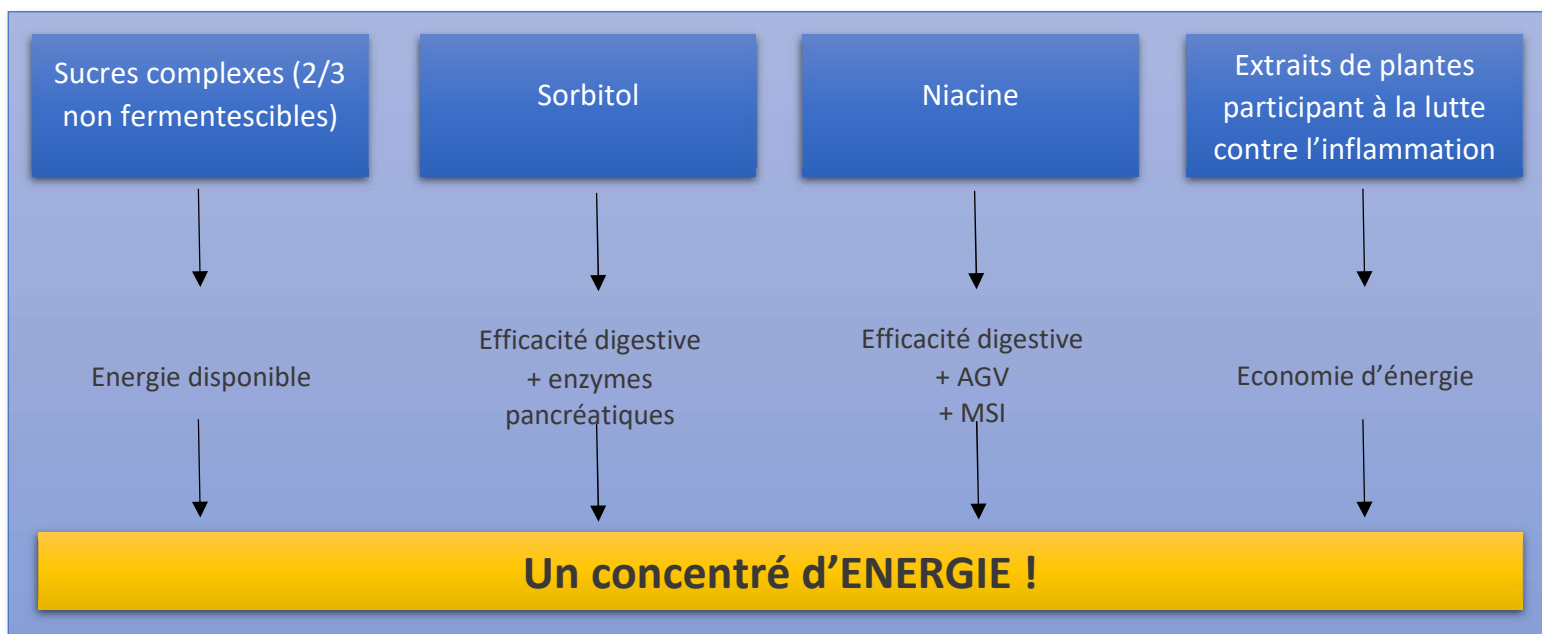 Sucres complexes (2/3
non fermentescibles)
Sorbitol
Niacine
Extraits de plantes
participant à la lutte
contre l’inflammation
Energie disponible
Efficacité digestive
+ enzymes
pancréatiques
Efficacité digestive
+ AGV
+ MSI
Economie d’énergie
Un concentré d’ENERGIE !